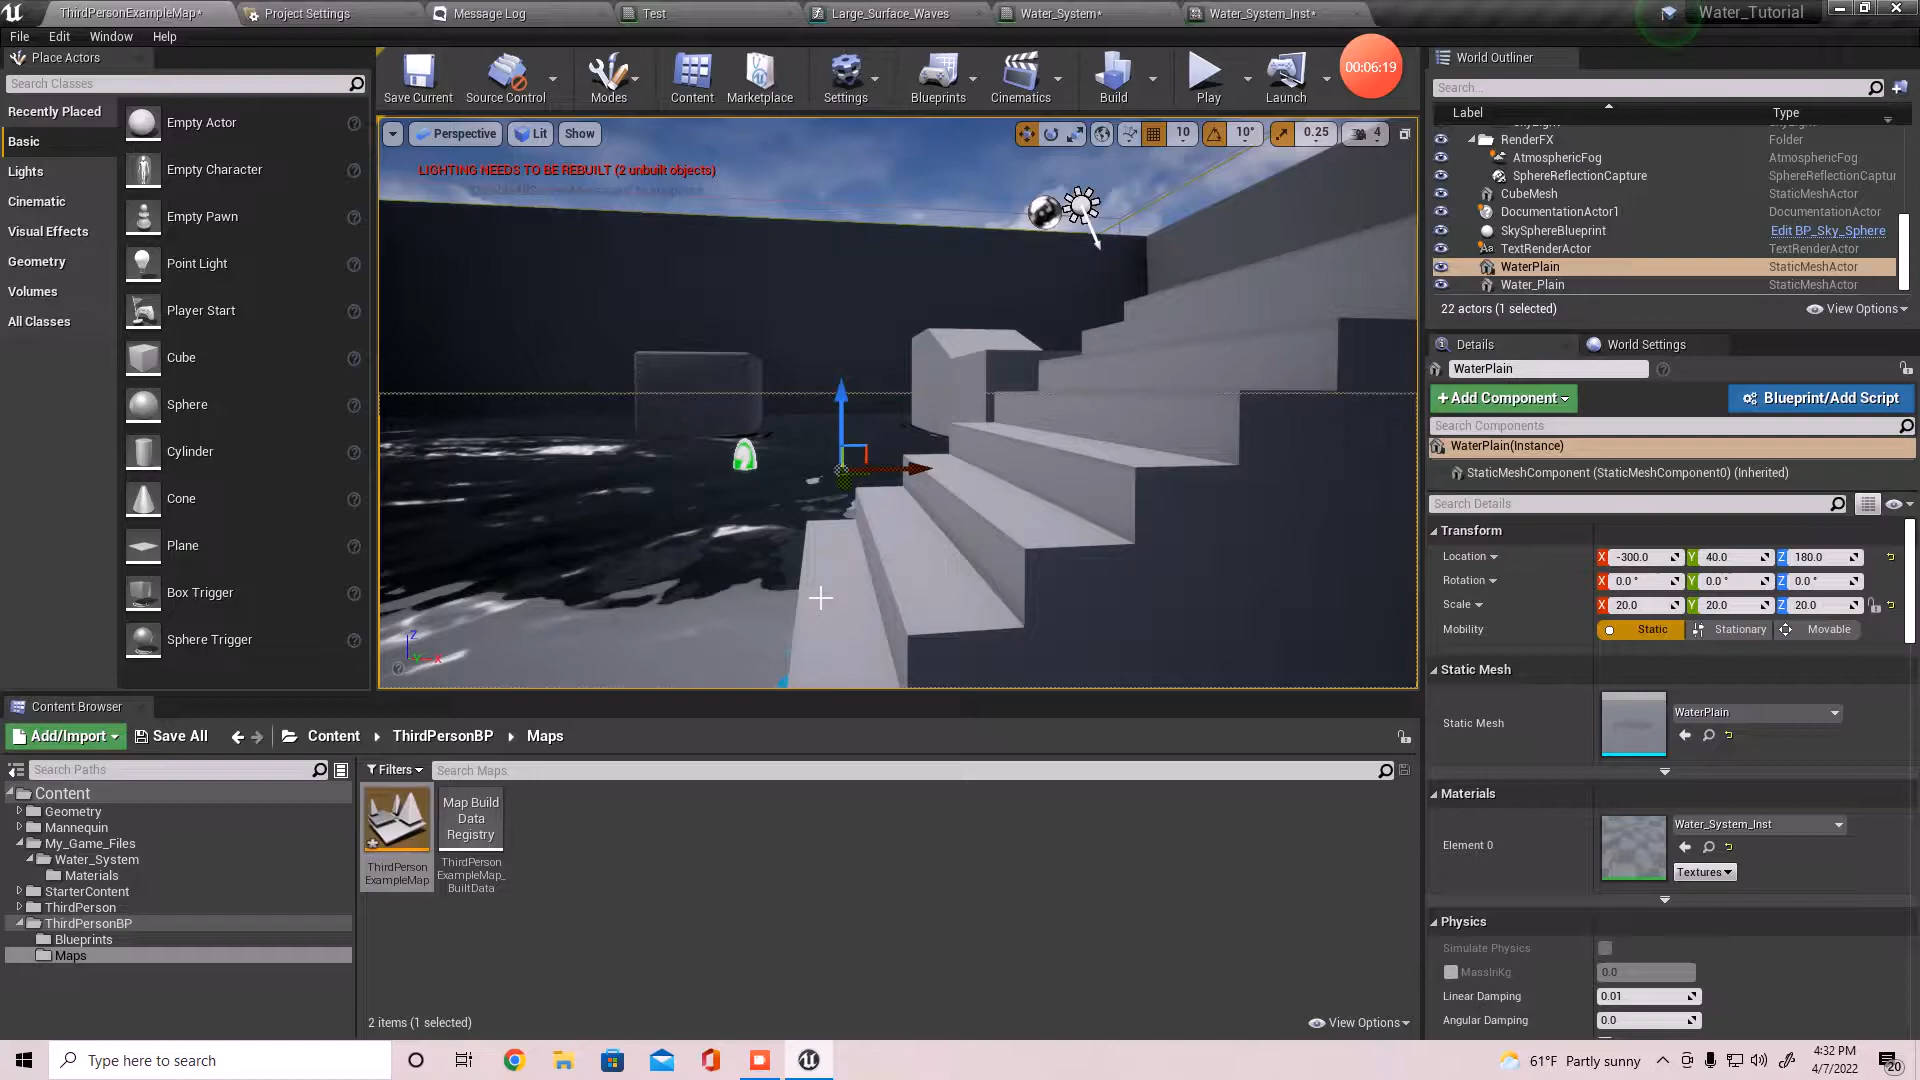 ThirdPersonExampleMap*
Project Settings
Message Log
Test
Large_Surface_Waves
Water_System*
Water_System_Inst*
Water_Tutorial
File Edit Window Help
Place Actors
Search Classes
Recently Placed
Basic
Lights
Cinematic
Visual Effects
Geometry
Volumes
All Classes
Empty Actor
Empty Character
Empty Pawn
Point Light
Player Start
Cube
Sphere
Cylinder
Cone
Plane
Box Trigger
Sphere Trigger
Save Current
Source Control
Modes
Content
Marketplace
Settings
Blueprints
Cinematics
Build
Play
Launch
00:06:19
Perspective
Lit
Show
10
10°
0.25
4
LIGHTING NEEDS TO BE REBUILT (2 unbuilt objects)
Z
X
World Outliner
Search...
Label Type
RenderFX Folder
AtmosphericFog AtmosphericFog
SphereReflectionCapture SphereReflectionCaptur
CubeMesh StaticMeshActor
DocumentationActor1 DocumentationActor
SkySphereBlueprint Edit BP_Sky_Sphere
TextRenderActor TextRenderActor
WaterPlain StaticMeshActor
Water_Plain StaticMeshActor
22 actors (1 selected)
View Options
Details
World Settings
WaterPlain
+Add Component
Blueprint/Add Script
Search Components
WaterPlain(Instance)
StaticMeshComponent (StaticMeshComponent0) (Inherited)
Search Details
Transform
Location X -300.0 Y 40.0 Z 180.0
Rotation X 0.0 ° Y 0.0 ° Z 0.0 °
Scale X 20.0 Y 20.0 Z 20.0
Mobility Static Stationary Movable
Static Mesh
Static Mesh WaterPlain
Materials
Element 0 Water_System_Inst
Textures
Physics
Simulate Physics
MassInKg 0.0
Linear Damping 0.01
Angular Damping 0.0
Content Browser
Add/Import
Save All
Content
ThirdPersonBP
Maps
Search Paths
Filters
Search Maps
Content
Geometry
Mannequin
My_Game_Files
Water_System
Materials
StarterContent
ThirdPerson
ThirdPersonBP
Blueprints
Maps
ThirdPerson
ExampleMap
Map Build
Data
Registry
ThirdPerson
ExampleMap_
BuiltData
2 items (1 selected)
View Options
Type here to search
61°F Partly sunny
4:32 PM
4/7/2022
20